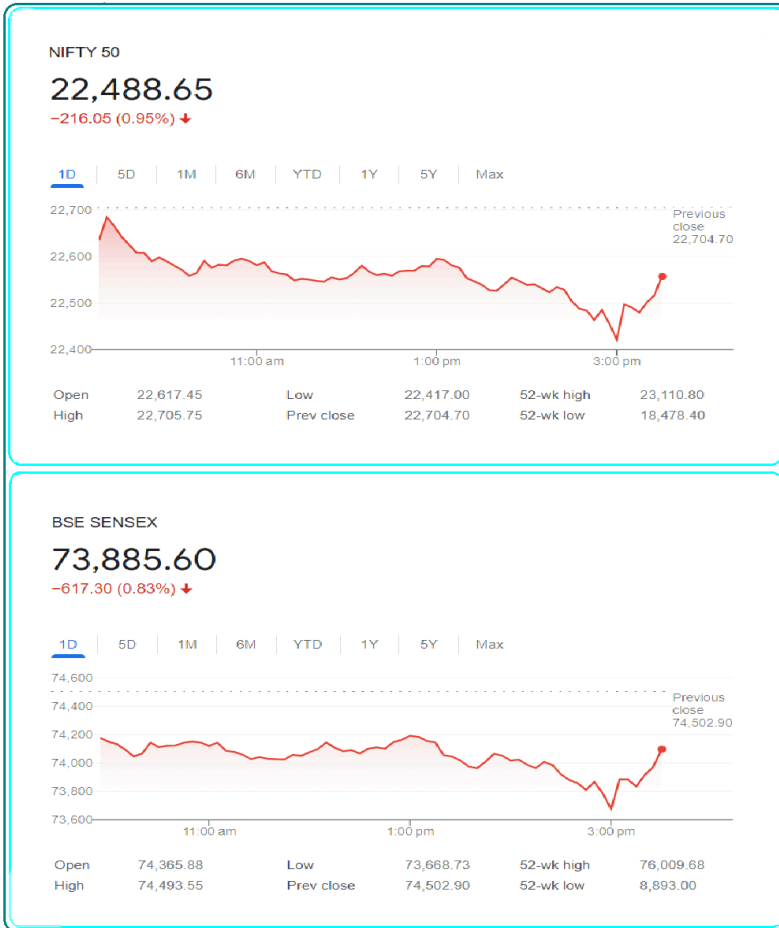 NIFTY 50
22,488.65
−216.05 (0.95%) ↓
1D 5D 1M 6M YTD 1Y 5Y Max
22,700
22,600
22,500
22,400
Previous
close
22,704.70
11:00 am 1:00 pm 3:00 pm
Open 22,617.45 Low 22,417.00 52-wk high 23,110.80
High 22,705.75 Prev close 22,704.70 52-wk low 18,478.40
BSE SENSEX
73,885.60
−617.30 (0.83%) ↓
1D 5D 1M 6M YTD 1Y 5Y Max
74,600
74,400
74,200
74,000
73,800
73,600
Previous
close
74,502.90
11:00 am 1:00 pm 3:00 pm
Open 74,365.88 Low 73,668.73 52-wk high 76,009.68
High 74,493.55 Prev close 74,502.90 52-wk low 8,893.00